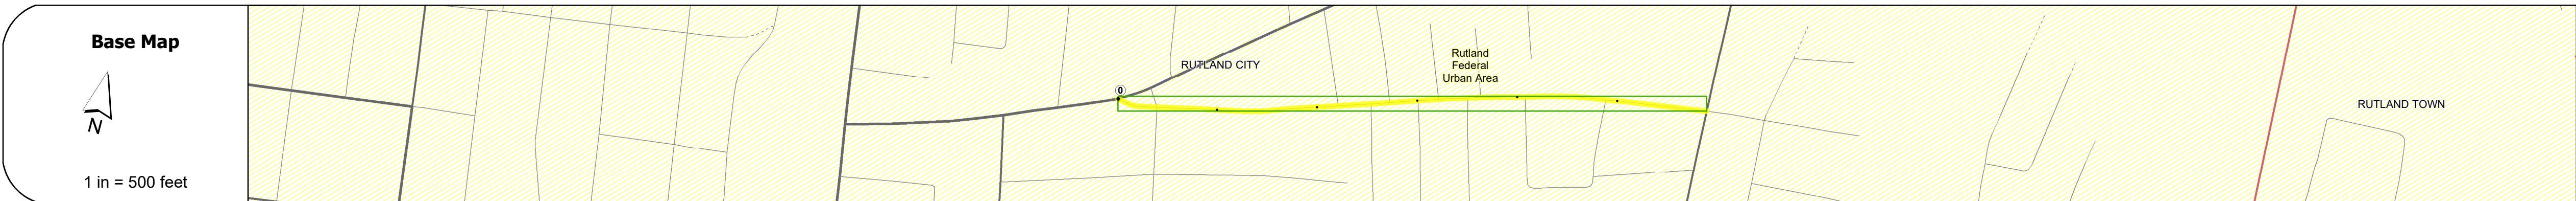 Base Map
N
1 in = 500 feet
0
RUTLAND CITY
Rutland
Federal
Urban Area
RUTLAND TOWN